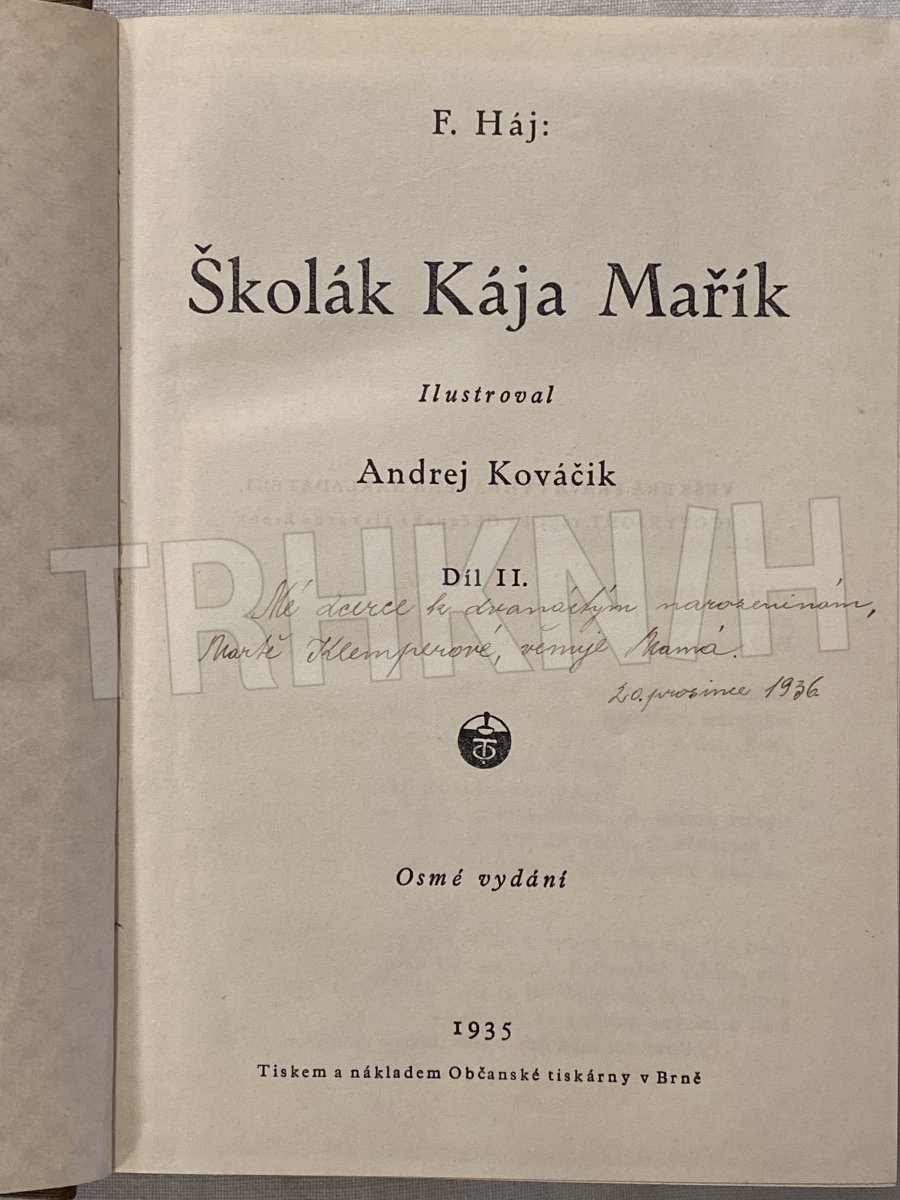 F. Háj:
Školák Kája Mařík
Ilustroval
Andrej Kováčik
Díl II.
Mé dcerce k dvanáctým narozeninám,
Martě Klemperové, věnuje Mamá.
20. prosince 1936
Osmé vydání
1935
Tiskem a nákladem Občanské tiskárny v Brně
TRHKNIH